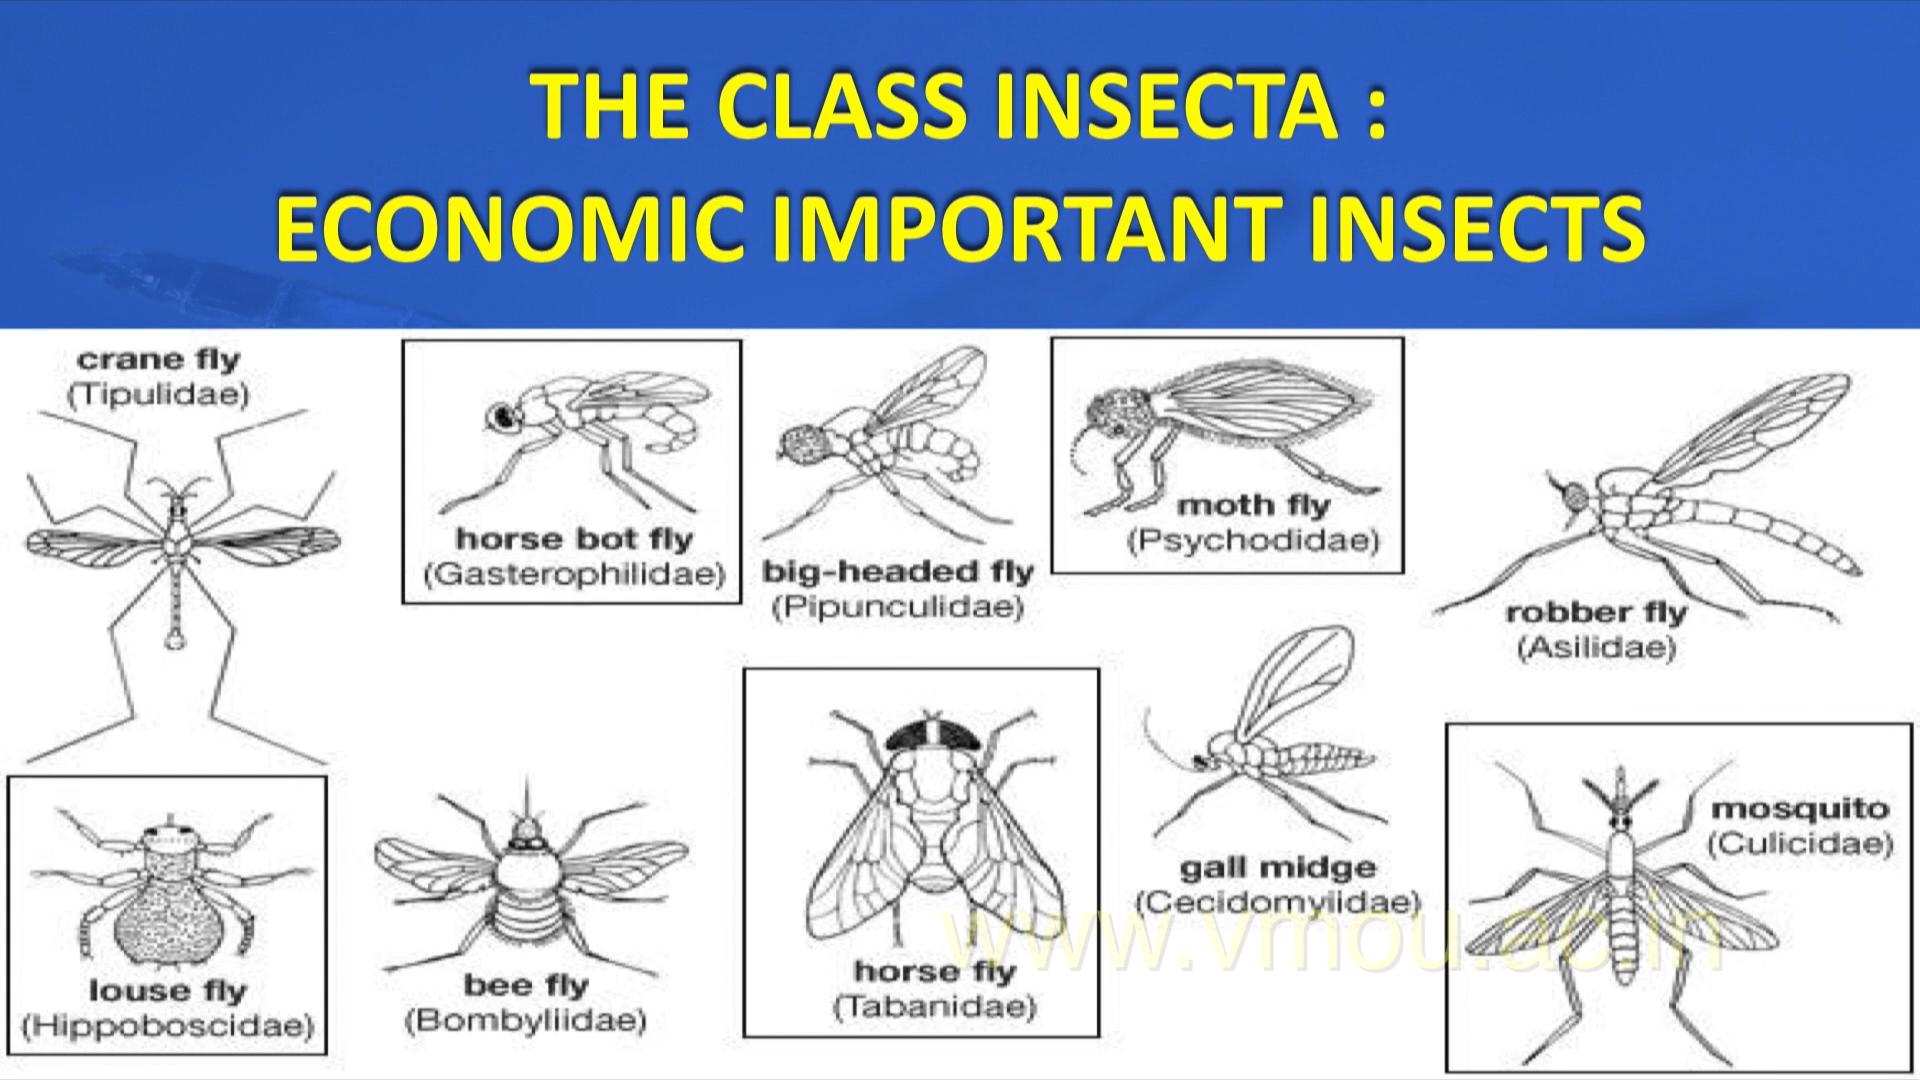 THE CLASS INSECTA :
ECONOMIC IMPORTANT INSECTS
crane fly
(Tipulidae)
horse bot fly
(Gasterophilidae)
big-headed fly
(Pipunculidae)
moth fly
(Psychodidae)
robber fly
(Asilidae)
louse fly
(Hippoboscidae)
bee fly
(Bombyliidae)
horse fly
(Tabanidae)
gall midge
(Cecidomyiidae)
mosquito
(Culicidae)
www.vmou.ac.in